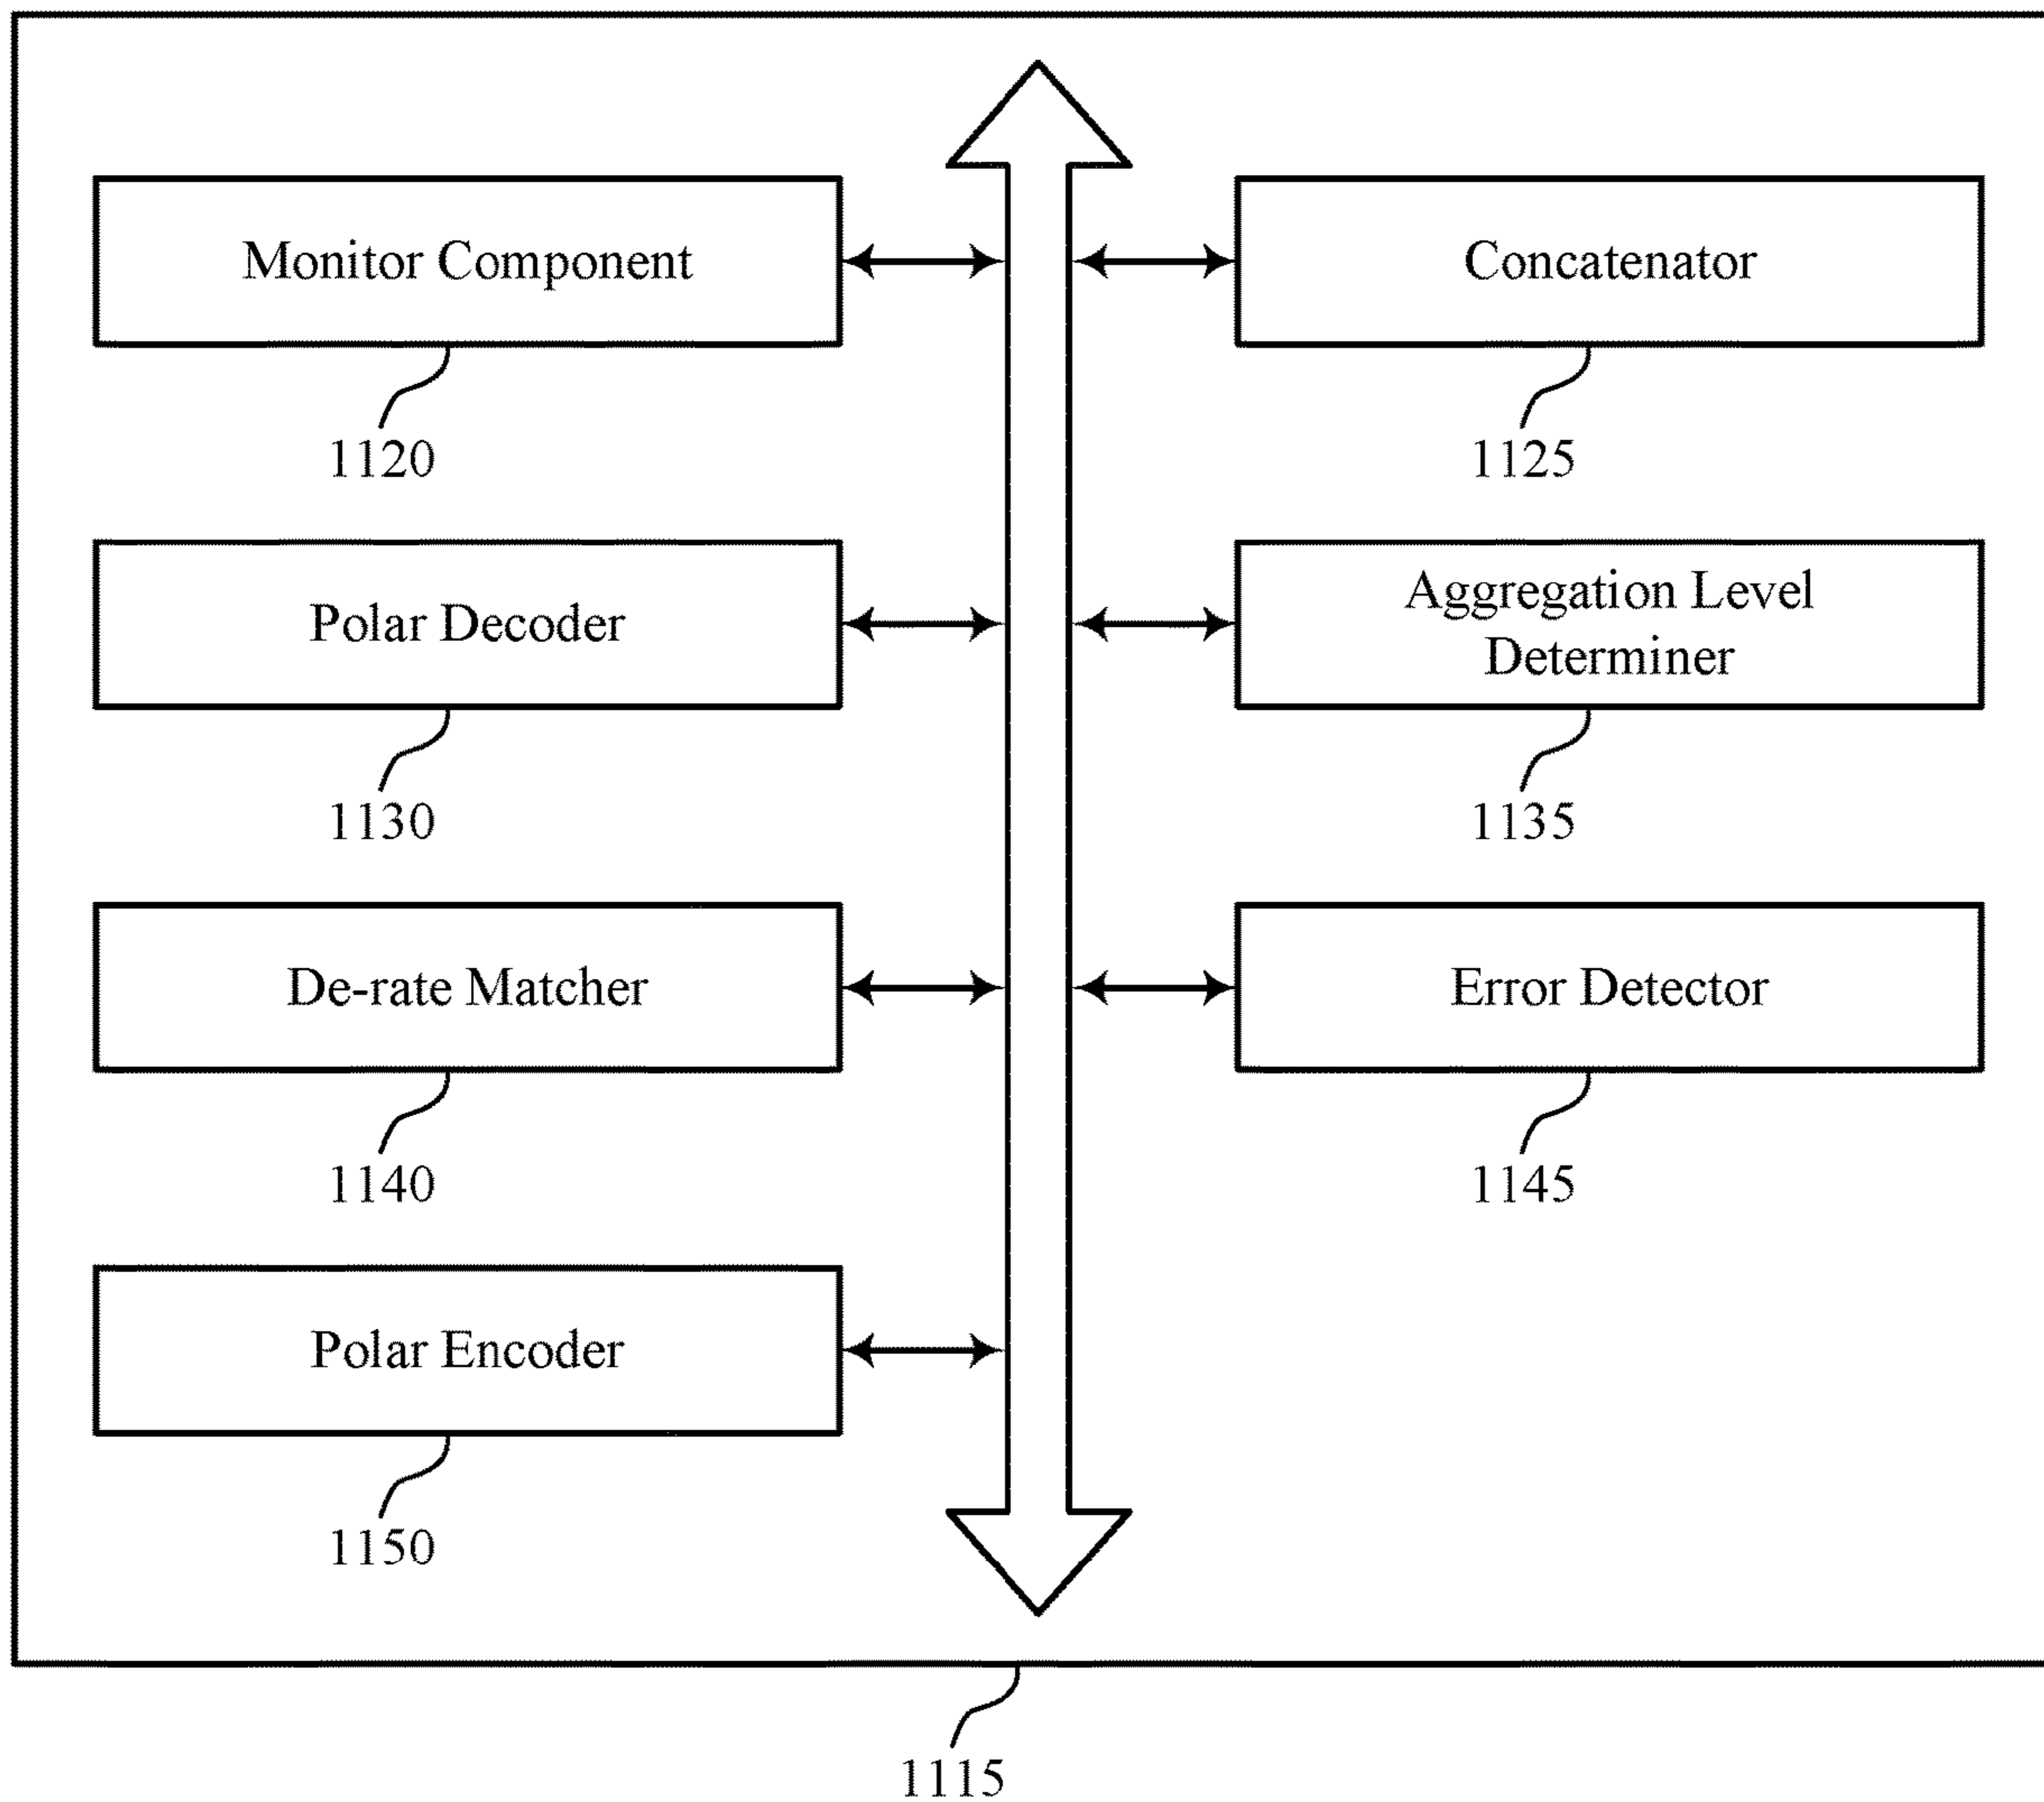 Monitor Component
1120
Concatenator
1125
Polar Decoder
1130
Aggregation Level
Determiner
1135
De-rate Matcher
1140
Error Detector
1145
Polar Encoder
1150
1115